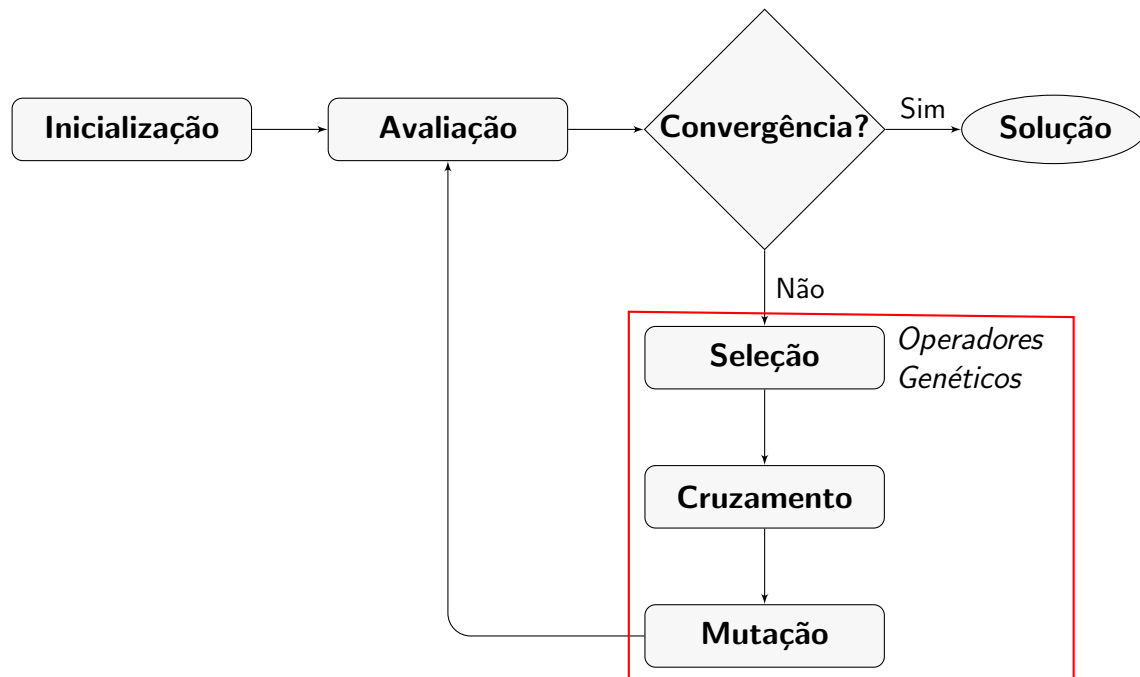 Inicialização
Avaliação
Convergência?
Sim
Solução
Não
Seleção
Operadores
Genéticos
Cruzamento
Mutação